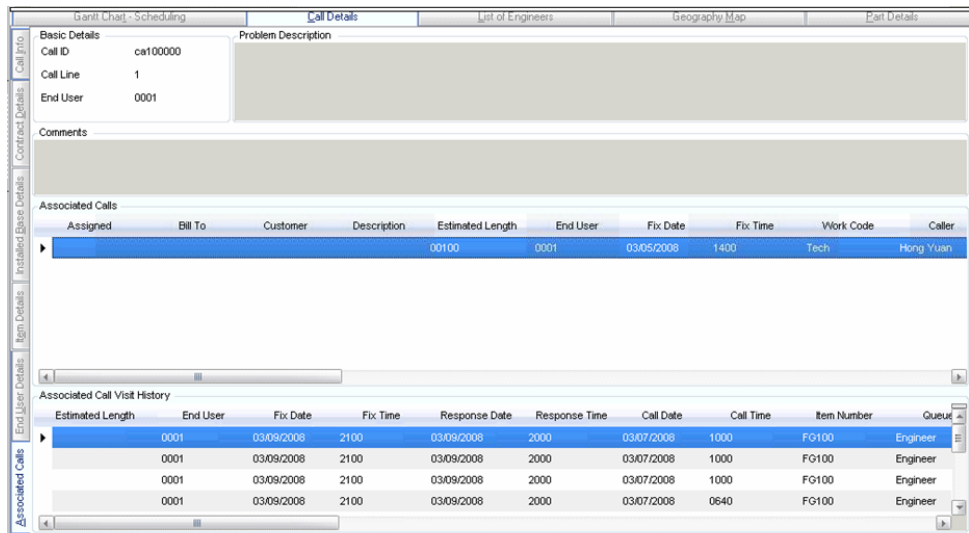 Gantt Chart - Scheduling Call Details List of Engineers Geography Map Part Details
Call Info
Contract Details
Installed Base Details
Item Details
End User Details
Associated Calls
Basic Details
Call ID ca100000
Call Line 1
End User 0001
Problem Description
Comments
Associated Calls
Assigned Bill To Customer Description Estimated Length End User Fix Date Fix Time Work Code Caller
00100 0001 03/05/2008 1400 Tech Hong Yuan
Associated Call Visit History
Estimated Length End User Fix Date Fix Time Response Date Response Time Call Date Call Time Item Number Queue
0001 03/09/2008 2100 03/09/2008 2000 03/07/2008 1000 FG100 Engineer
0001 03/09/2008 2100 03/09/2008 2000 03/07/2008 1000 FG100 Engineer
0001 03/09/2008 2100 03/09/2008 2000 03/07/2008 1000 FG100 Engineer
0001 03/09/2008 2100 03/09/2008 2000 03/07/2008 0640 FG100 Engineer